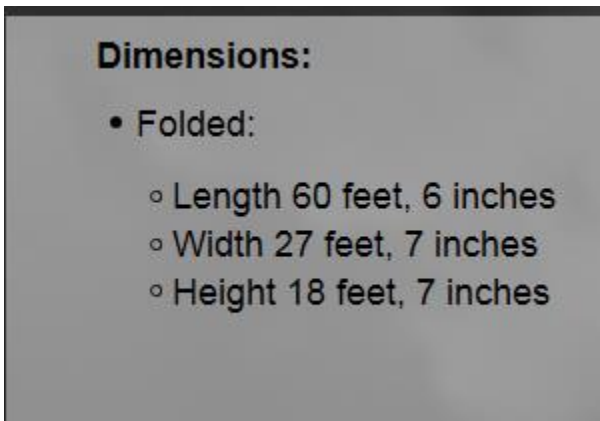 Dimensions:
• Folded:
◦ Length 60 feet, 6 inches
◦ Width 27 feet, 7 inches
◦ Height 18 feet, 7 inches